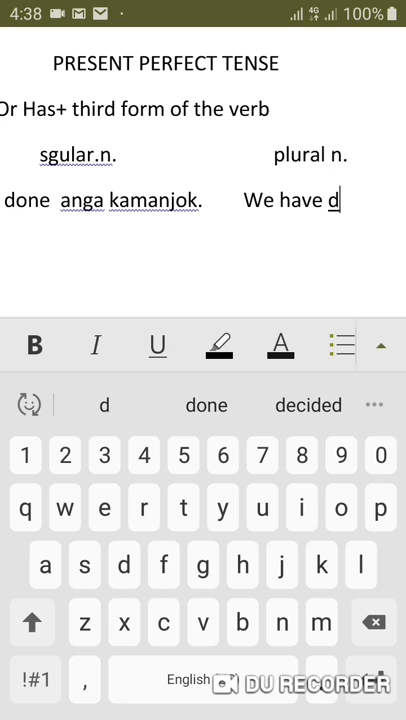 4:38 4G 100%
PRESENT PERFECT TENSE
Or Has+ third form of the verb
sgular.n. plural n.
done anga kamanjok. We have d
B I U A
d done decided
1 2 3 4 5 6 7 8 9 0
q w e r t y u i o p
a s d f g h j k l
z x c v b n m
!#1 , English DU RECORDER